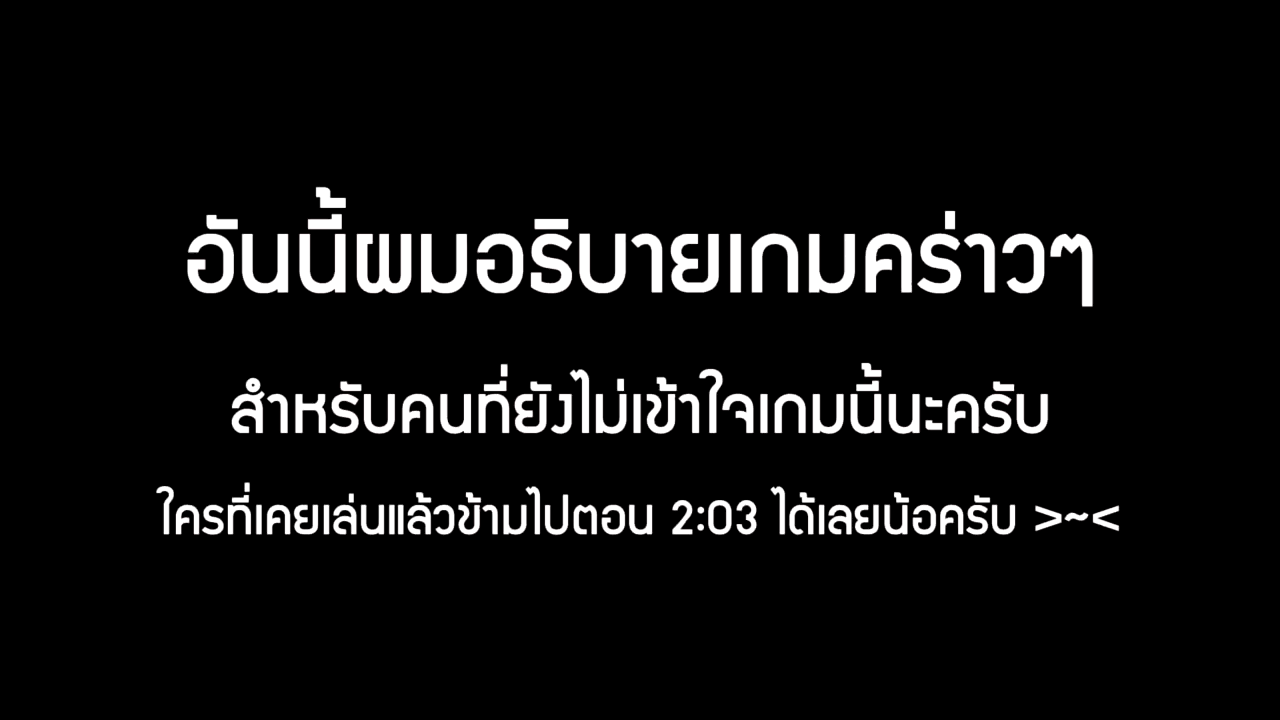 อันนี้ผมอธิบายเกมคร่าวๆ
สำหรับคนที่ยังไม่เข้าใจเกมนี้นะครับ
ใครที่เคยเล่นแล้วข้ามไปตอน 2:03 ได้เลยน้อครับ >~<